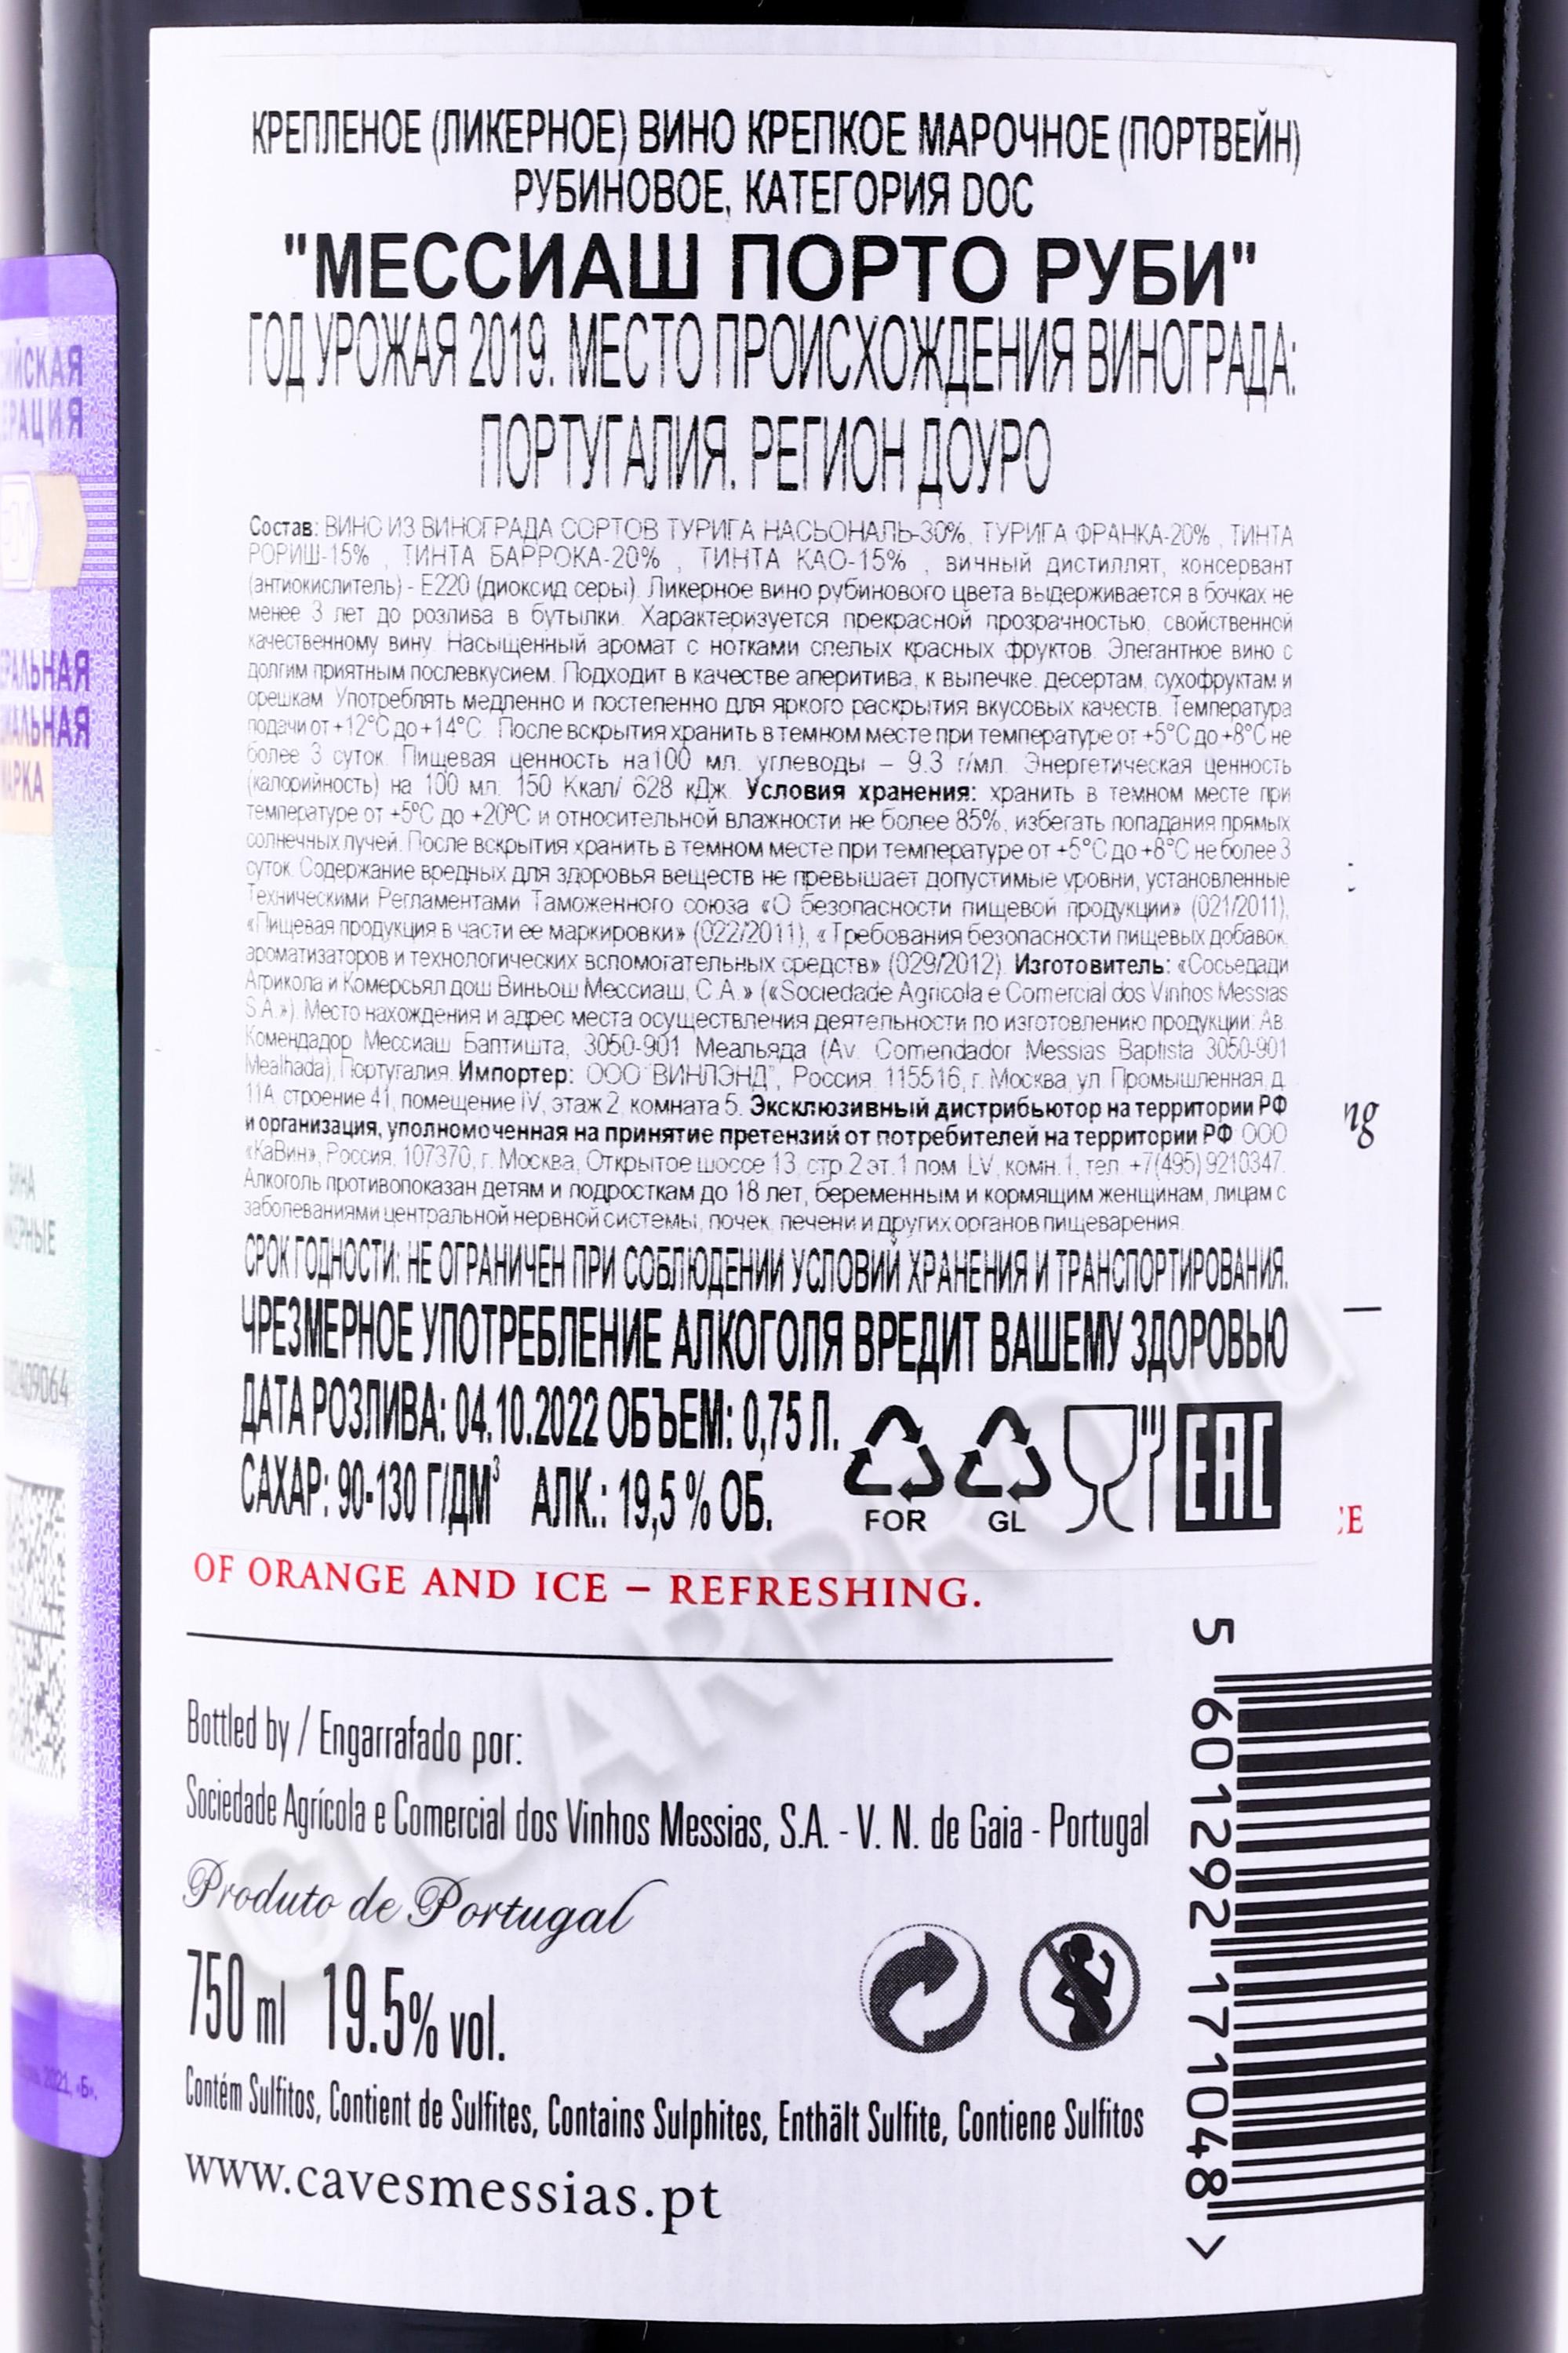 КРЕПЛЕНОЕ (ЛИКЕРНОЕ) ВИНО КРЕПКОЕ МАРОЧНОЕ (ПОРТВЕЙН)
РУБИНОВОЕ, КАТЕГОРИЯ DOC
"МЕССИАШ ПОРТО РУБИ"
ГОД УРОЖАЯ 2019. МЕСТО ПРОИСХОЖДЕНИЯ ВИНОГРАДА:
ПОРТУГАЛИЯ. РЕГИОН ДОУРО
Состав: ВИНО ИЗ ВИНОГРАДА СОРТОВ ТУРИГА НАСЬОНАЛЬ-30%, ТУРИГА ФРАНКА-20% , ТИНТА
РОРИШ-15% , ТИНТА БАРРОКА-20% , ТИНТА КАО-15% , винный дистиллят, консервант
(антиокислитель) - Е220 (диоксид серы). Ликерное вино рубинового цвета выдерживается в бочках не
менее 3 лет до розлива в бутылки. Характеризуется прекрасной прозрачностью, свойственной
качественному вину. Насыщенный аромат с нотками спелых красных фруктов. Элегантное вино с
долгим приятным послевкусием. Подходит в качестве аперитива, к выпечке, десертам, сухофруктам и
орешкам. Употреблять медленно и постепенно для яркого раскрытия вкусовых качеств. Температура
подачи от +12°С до +14°С. После вскрытия хранить в темном месте при температуре от +5°С до +8°С не
более 3 суток. Пищевая ценность на100 мл. углеводы – 9.3 г/мл. Энергетическая ценность
(калорийность) на 100 мл: 150 Ккал/ 628 кДж. Условия хранения: хранить в темном месте при
температуре от +5°С до +20°С и относительной влажности не более 85%, избегать попадания прямых
солнечных лучей. После вскрытия хранить в темном месте при температуре от +5°С до +8°С не более 3
суток. Содержание вредных для здоровья веществ не превышает допустимые уровни, установленные
Техническими Регламентами Таможенного союза «О безопасности пищевой продукции» (021/2011),
«Пищевая продукция в части ее маркировки» (022/2011), «Требования безопасности пищевых добавок,
ароматизаторов и технологических вспомогательных средств» (029/2012). Изготовитель: «Сосьедади
Агрикола и Комерсьял дош Виньош Мессиаш, С.А.» («Sociedade Agricola e Comercial dos Vinhos Messias
S.A.»). Место нахождения и адрес места осуществления деятельности по изготовлению продукции: Ав.
Комендадор Мессиаш Баптишта, 3050-901 Меальяда (Av. Comendador Messias Baptista 3050-901
Mealhada), Португалия. Импортер: ООО "ВИНЛЭНД", Россия, 115516, г. Москва, ул. Промышленная, д.
11А, строение 41, помещение IV, этаж 2, комната 5. Эксклюзивный дистрибьютор на территории РФ
и организация, уполномоченная на принятие претензий от потребителей на территории РФ: ООО
«КаВин», Россия, 107370, г. Москва, Открытое шоссе 13, стр.2 эт.1 пом. LV, комн.1, тел. +7(495) 9210347.
Алкоголь противопоказан детям и подросткам до 18 лет, беременным и кормящим женщинам, лицам с
заболеваниями центральной нервной системы, почек, печени и других органов пищеварения.
СРОК ГОДНОСТИ: НЕ ОГРАНИЧЕН ПРИ СОБЛЮДЕНИИ УСЛОВИЙ ХРАНЕНИЯ И ТРАНСПОРТИРОВАНИЯ.
ЧРЕЗМЕРНОЕ УПОТРЕБЛЕНИЕ АЛКОГОЛЯ ВРЕДИТ ВАШЕМУ ЗДОРОВЬЮ
ДАТА РОЗЛИВА: 04.10.2022 ОБЪЕМ: 0,75 Л.
САХАР: 90-130 Г/ДМ³ АЛК.: 19,5 % ОБ.
FOR GL EAC
OF ORANGE AND ICE – REFRESHING.
Bottled by / Engarrafado por:
Sociedade Agrícola e Comercial dos Vinhos Messias, S.A. - V. N. de Gaia - Portugal
Produto de Portugal
750 ml 19.5% vol.
Contém Sulfitos, Contient de Sulfites, Contains Sulphites, Enthält Sulfite, Contiene Sulfitos
www.cavesmessias.pt
5 601292 171048 >
МАРКА
ВИНА
CIGARPRO.ru